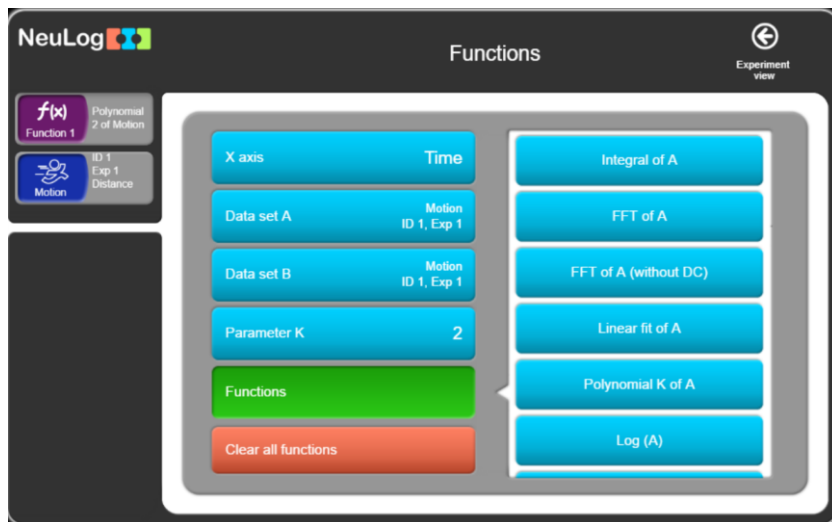 NeuLog
Functions
Experiment
view
f(x)
Function 1
Polynomial
2 of Motion
Motion
ID 1
Exp 1
Distance
X axis
Time
Data set A
Motion
ID 1, Exp 1
Data set B
Motion
ID 1, Exp 1
Parameter K
2
Functions
Clear all functions
Integral of A
FFT of A
FFT of A (without DC)
Linear fit of A
Polynomial K of A
Log (A)